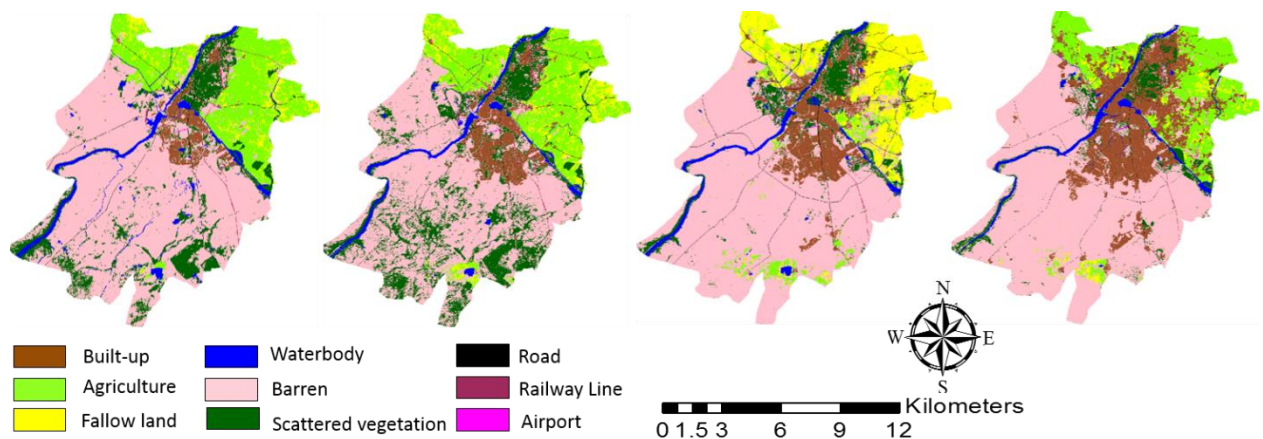 Built-up
Agriculture
Fallow land
Waterbody
Barren
Scattered vegetation
Road
Railway Line
Airport
N
W E
S
Kilometers
0 1.5 3 6 9 12